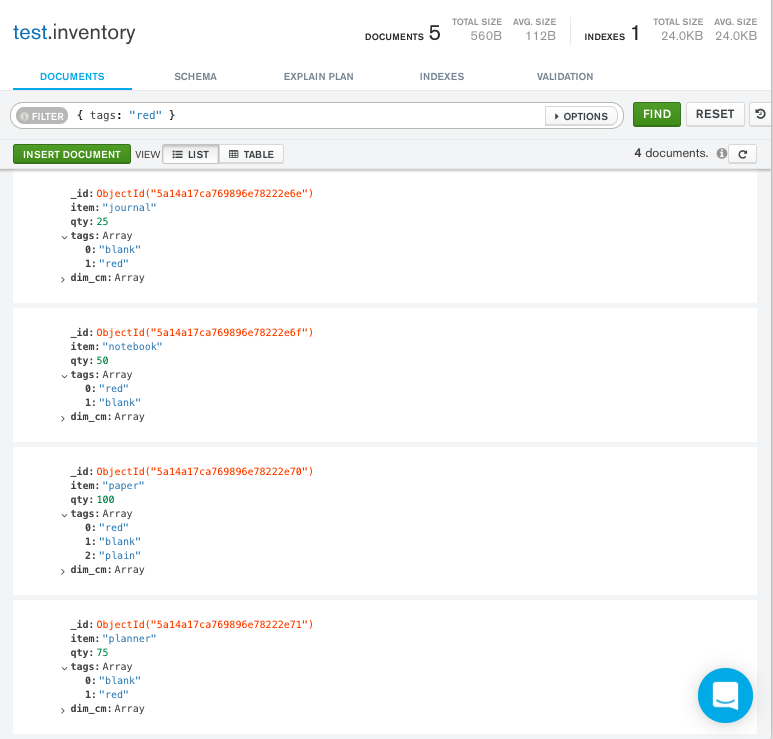 test.inventory
DOCUMENTS 5 TOTAL SIZE 560B AVG. SIZE 112B INDEXES 1 TOTAL SIZE 24.0KB AVG. SIZE 24.0KB
DOCUMENTS SCHEMA EXPLAIN PLAN INDEXES VALIDATION
FILTER { tags: "red" } OPTIONS FIND RESET
INSERT DOCUMENT VIEW LIST TABLE 4 documents.
_id: ObjectId("5a14a17ca769896e78222e6e")
item: "journal"
qty: 25
tags: Array
0: "blank"
1: "red"
dim_cm: Array
_id: ObjectId("5a14a17ca769896e78222e6f")
item: "notebook"
qty: 50
tags: Array
0: "red"
1: "blank"
dim_cm: Array
_id: ObjectId("5a14a17ca769896e78222e70")
item: "paper"
qty: 100
tags: Array
0: "red"
1: "blank"
2: "plain"
dim_cm: Array
_id: ObjectId("5a14a17ca769896e78222e71")
item: "planner"
qty: 75
tags: Array
0: "blank"
1: "red"
dim_cm: Array